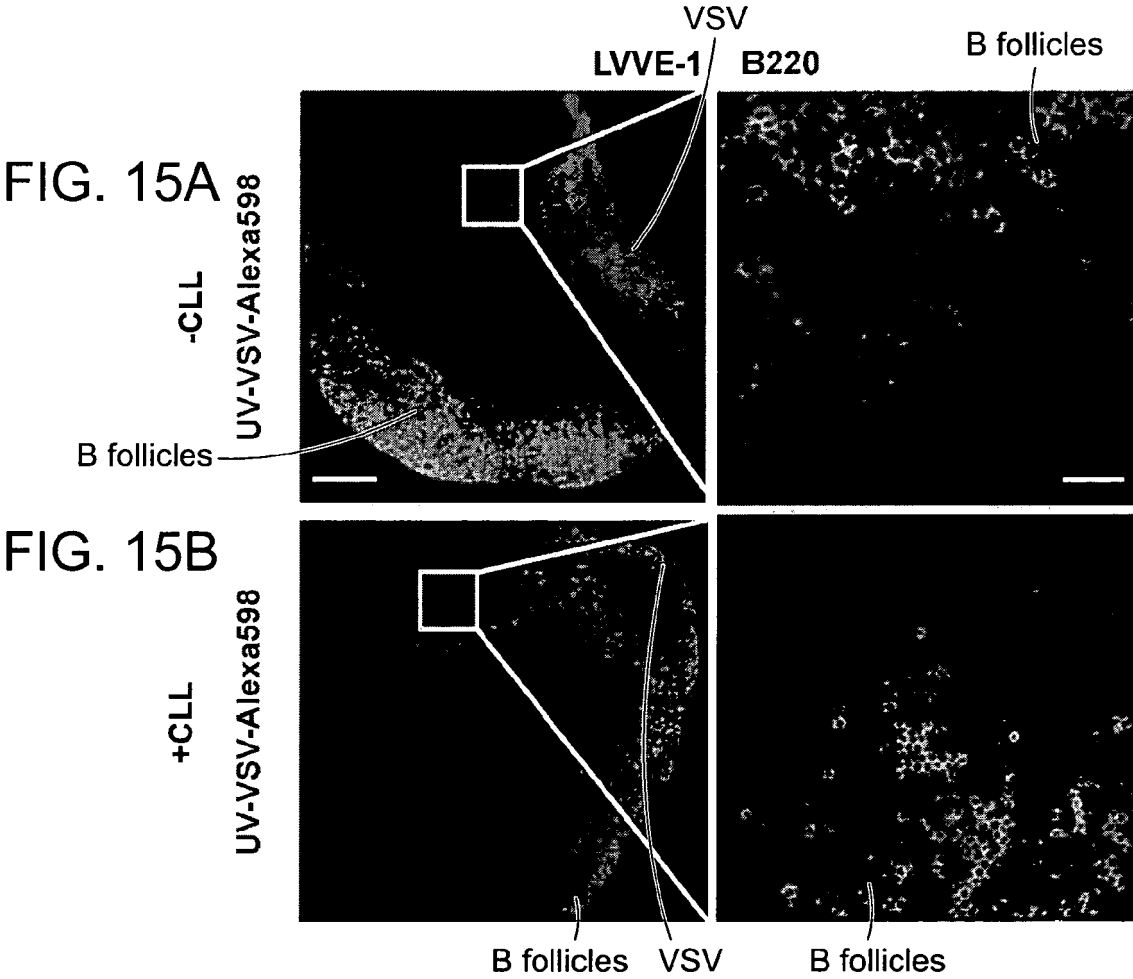 VSV
LVVE-1 B220
B follicles
FIG. 15A
-CLL
UV-VSV-Alexa598
B follicles
FIG. 15B
+CLL
UV-VSV-Alexa598
B follicles
VSV
B follicles